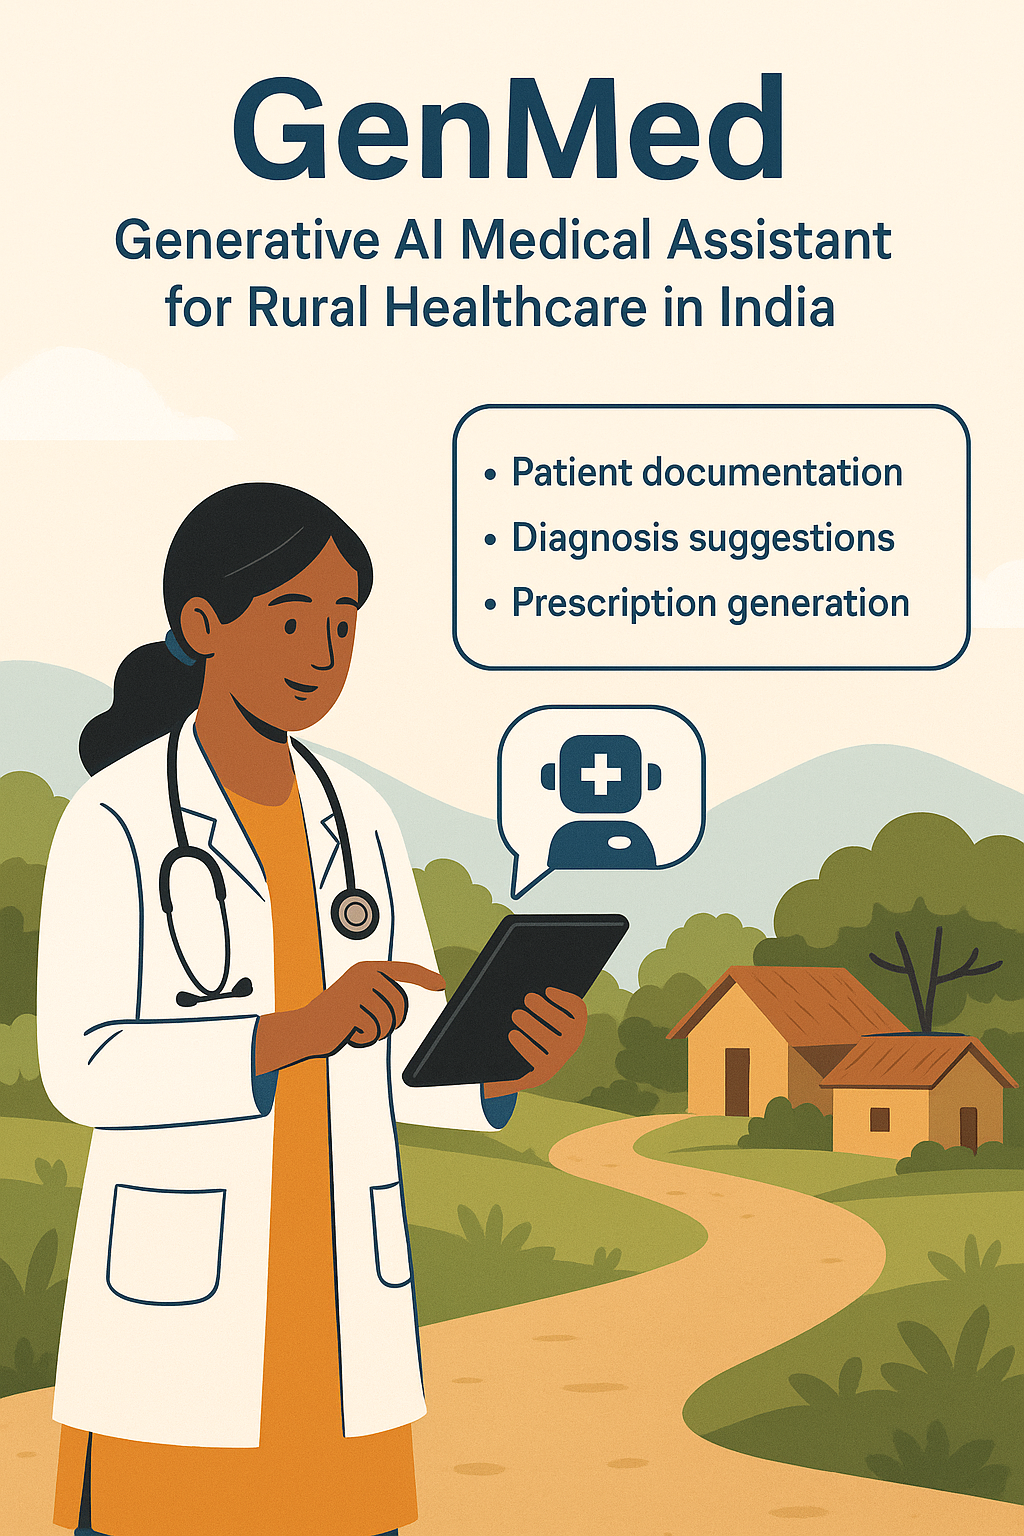 GenMed
Generative AI Medical Assistant
for Rural Healthcare in India
• Patient documentation
• Diagnosis suggestions
• Prescription generation